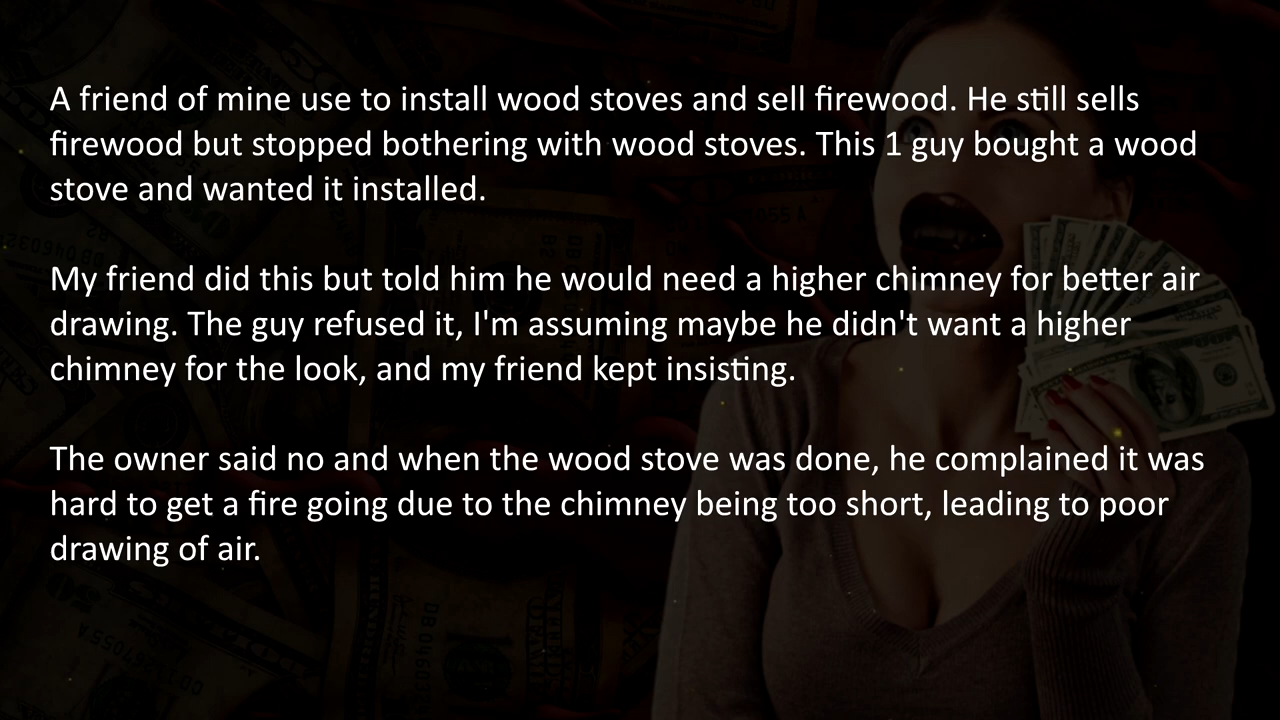 A friend of mine use to install wood stoves and sell firewood. He still sells
firewood but stopped bothering with wood stoves. This 1 guy bought a wood
stove and wanted it installed.
My friend did this but told him he would need a higher chimney for better air
drawing. The guy refused it, I'm assuming maybe he didn't want a higher
chimney for the look, and my friend kept insisting.
The owner said no and when the wood stove was done, he complained it was
hard to get a fire going due to the chimney being too short, leading to poor
drawing of air.